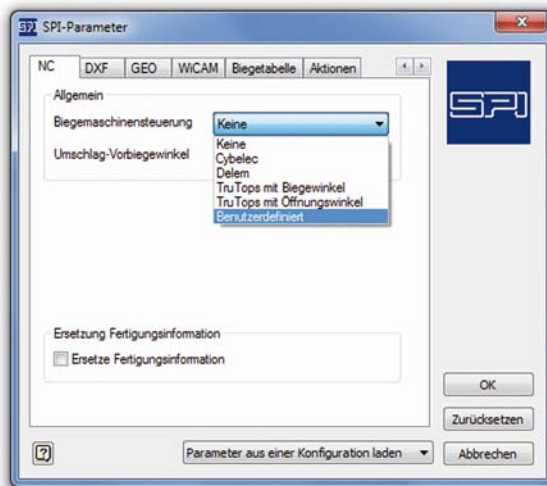 SPI SPI-Parameter
NC DXF GEO WiCAM Biegetabelle Aktionen
Allgemein
Biegemaschinensteuerung Keine
Keine
Cybelec
Delem
TruTops mit Biegewinkel
TruTops mit Öffnungswinkel
Benutzerdefiniert
Umschlag-Vorbiegewinkel
Ersetzung Fertigungsinformation
Ersetze Fertigungsinformation
SPI
OK
Zurücksetzen
Abbrechen
? Parameter aus einer Konfiguration laden